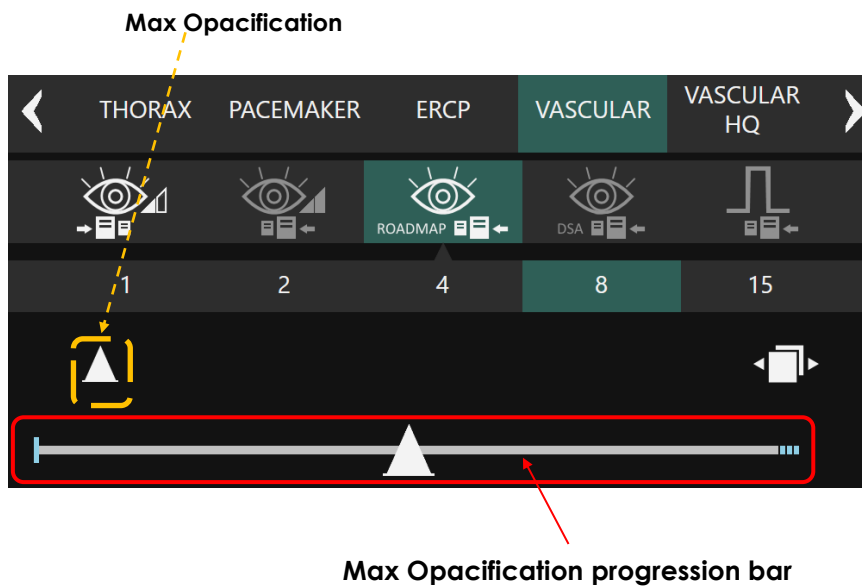 Max Opacification
THORAX PACEMAKER ERCP VASCULAR VASCULAR HQ
ROADMAP DSA
1 2 4 8 15
Max Opacification progression bar